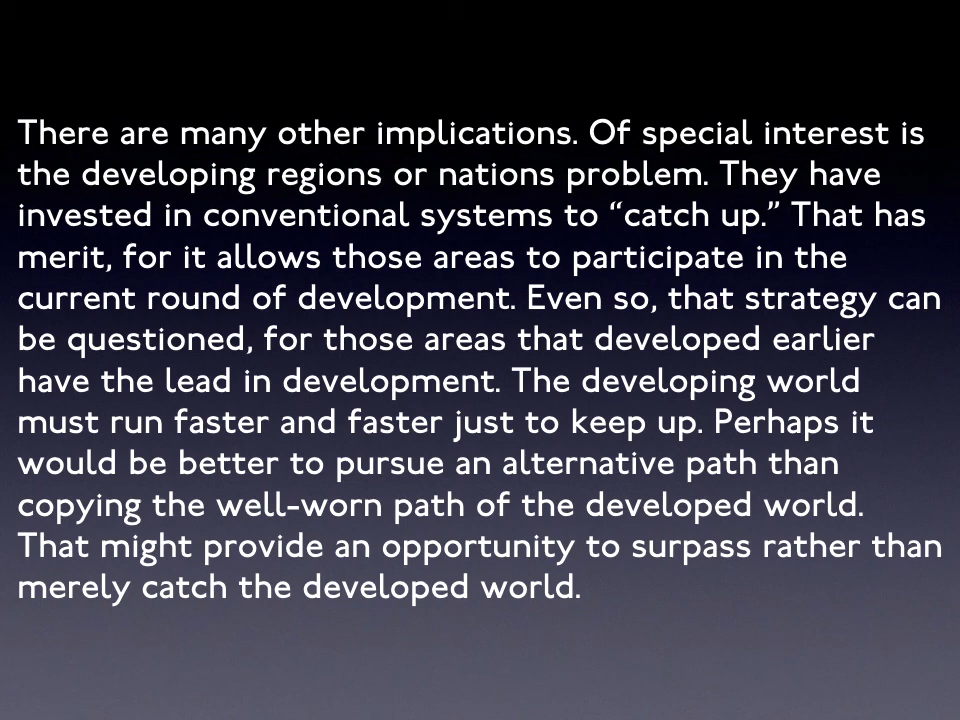 There are many other implications. Of special interest is
the developing regions or nations problem. They have
invested in conventional systems to “catch up.” That has
merit, for it allows those areas to participate in the
current round of development. Even so, that strategy can
be questioned, for those areas that developed earlier
have the lead in development. The developing world
must run faster and faster just to keep up. Perhaps it
would be better to pursue an alternative path than
copying the well-worn path of the developed world.
That might provide an opportunity to surpass rather than
merely catch the developed world.